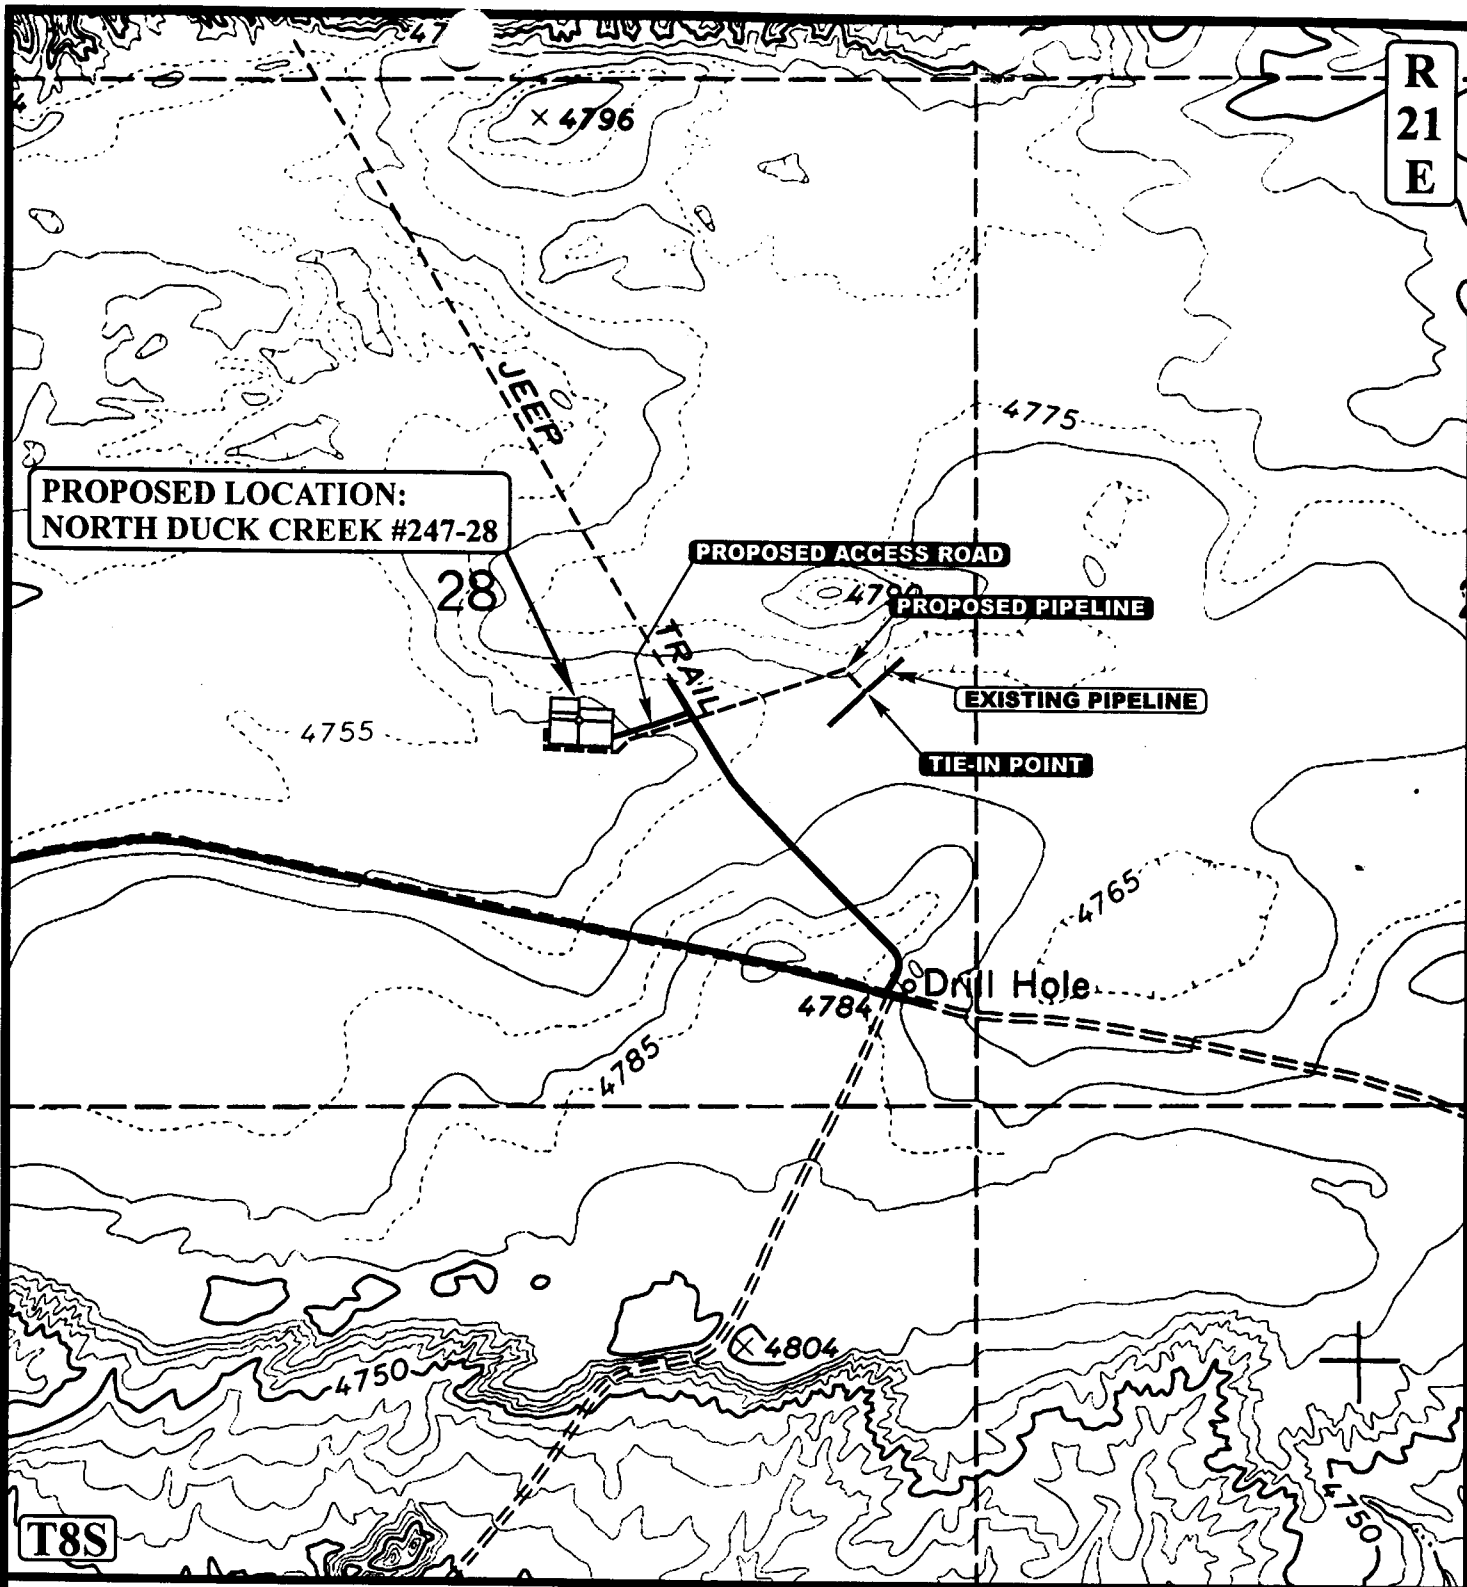 47
R
21
E
4796
JEEP
4775
PROPOSED LOCATION:
NORTH DUCK CREEK #247-28
28
PROPOSED ACCESS ROAD
PROPOSED PIPELINE
TRAIL
EXISTING PIPELINE
4755
TIE-IN POINT
4765
Drill Hole
4784
4785
4804
4750
4750
T8S